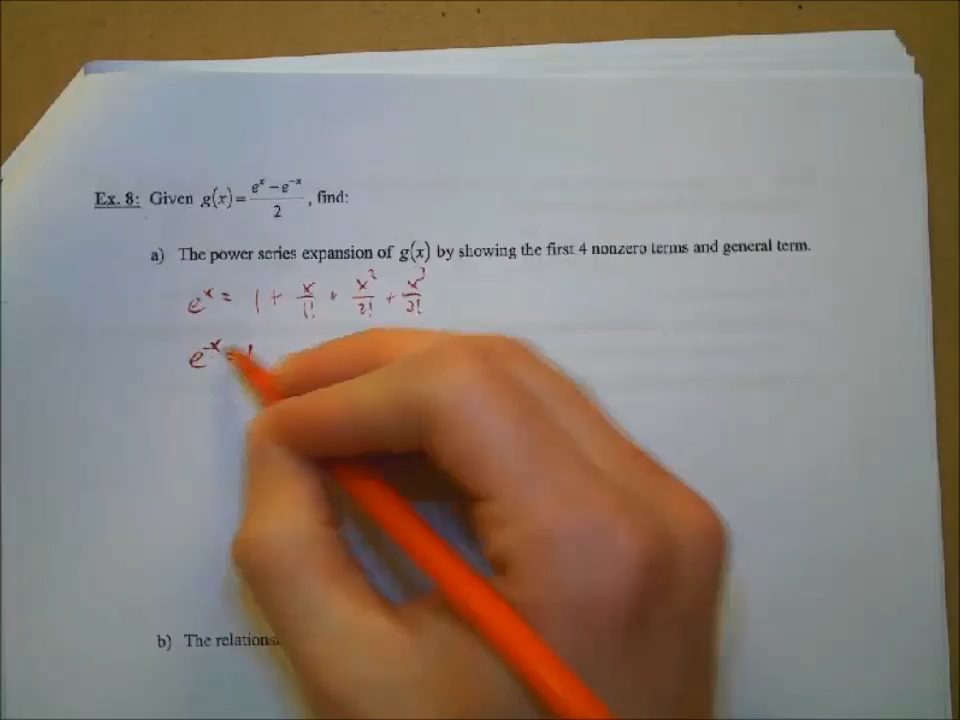 Ex. 8: Given g(x) = (e^x − e^−x)/2, find:
a) The power series expansion of g(x) by showing the first 4 nonzero terms and general term.
e^x = 1 + x/1! + x^2/2! + x^3/3!
e^-x = 1
b) The relations